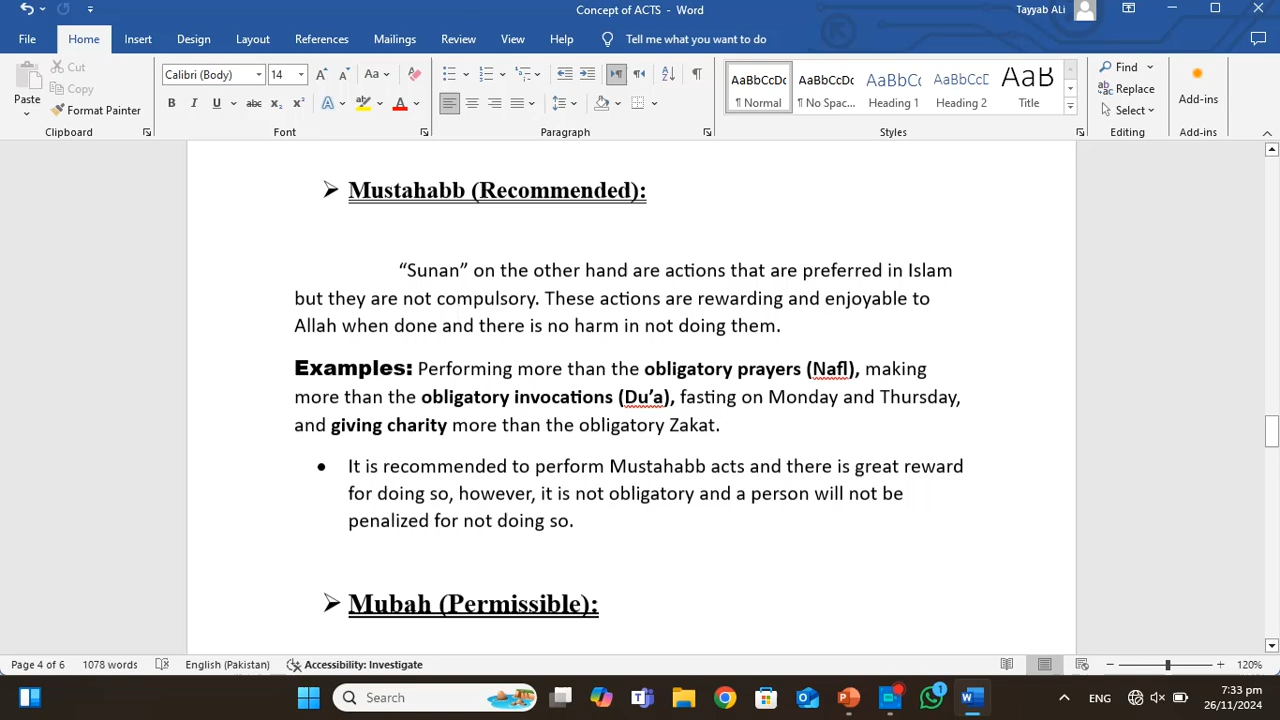 Concept of ACTS - Word
Tayyab ALi
File Home Insert Design Layout References Mailings Review View Help Tell me what you want to do
Paste
Cut
Copy
Format Painter
Clipboard
Calibri (Body) 14
Aa
B I U abc x₂ x² A A
Font
Paragraph
AaBbCcDc AaBbCcDc AaBbCc AaBbCcD AaB
¶ Normal ¶ No Spac... Heading 1 Heading 2 Title
Styles
Find
Replace
Select
Editing
Add-ins
Add-ins
➢ Mustahabb (Recommended):
“Sunan” on the other hand are actions that are preferred in Islam
but they are not compulsory. These actions are rewarding and enjoyable to
Allah when done and there is no harm in not doing them.
Examples: Performing more than the obligatory prayers (Nafl), making
more than the obligatory invocations (Du’a), fasting on Monday and Thursday,
and giving charity more than the obligatory Zakat.
• It is recommended to perform Mustahabb acts and there is great reward
for doing so, however, it is not obligatory and a person will not be
penalized for not doing so.
➢ Mubah (Permissible):
Page 4 of 6 1078 words English (Pakistan) Accessibility: Investigate 120%
Search
1
ENG
7:33 pm
26/11/2024